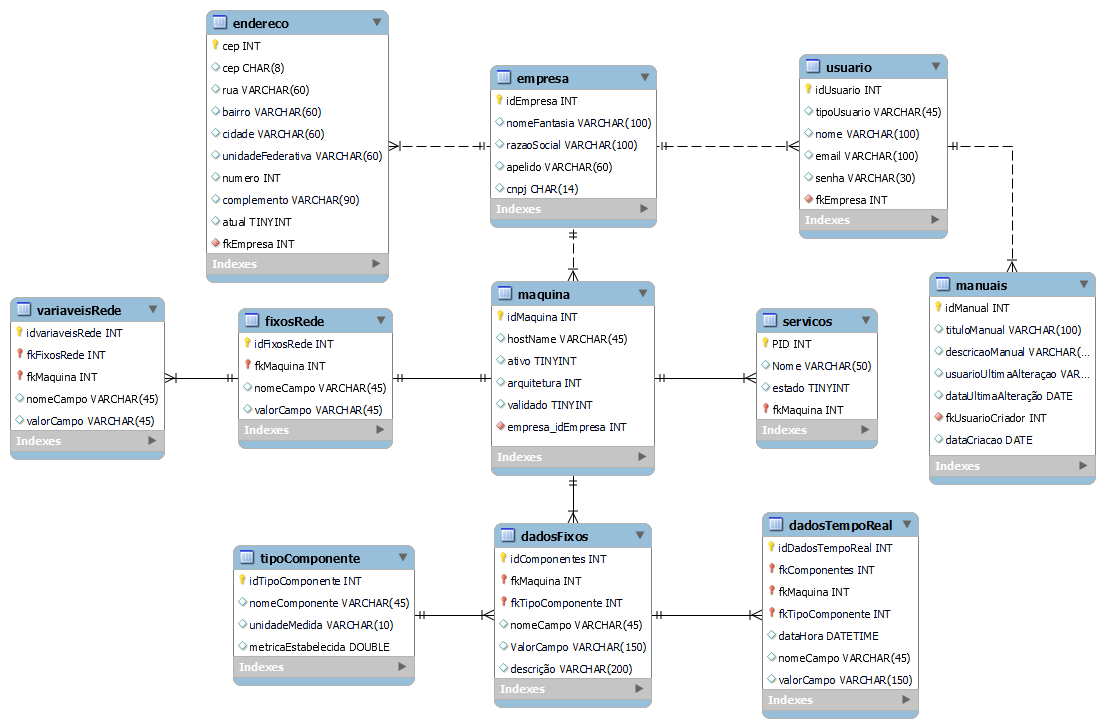 endereco
cep INT
cep CHAR(8)
rua VARCHAR(60)
bairro VARCHAR(60)
cidade VARCHAR(60)
unidadeFederativa VARCHAR(60)
numero INT
complemento VARCHAR(90)
atual TINYINT
fkEmpresa INT
Indexes
empresa
idEmpresa INT
nomeFantasia VARCHAR(100)
razaoSocial VARCHAR(100)
apelido VARCHAR(60)
cnpj CHAR(14)
Indexes
usuario
idUsuario INT
tipoUsuario VARCHAR(45)
nome VARCHAR(100)
email VARCHAR(100)
senha VARCHAR(30)
fkEmpresa INT
Indexes
variaveisRede
idvariaveisRede INT
fkFixosRede INT
fkMaquina INT
nomeCampo VARCHAR(45)
valorCampo VARCHAR(45)
Indexes
fixosRede
idFixosRede INT
fkMaquina INT
nomeCampo VARCHAR(45)
valorCampo VARCHAR(45)
Indexes
maquina
idMaquina INT
hostName VARCHAR(45)
ativo TINYINT
arquitetura INT
validado TINYINT
empresa_idEmpresa INT
Indexes
servicos
PID INT
Nome VARCHAR(50)
estado TINYINT
fkMaquina INT
Indexes
manuais
idManual INT
tituloManual VARCHAR(100)
descricaoManual VARCHAR(...
usuarioUltimaAlteraçao VAR...
dataUltimaAlteração DATE
fkUsuarioCriador INT
dataCriacao DATE
Indexes
tipoComponente
idTipoComponente INT
nomeComponente VARCHAR(45)
unidadeMedida VARCHAR(10)
metricaEstabelecida DOUBLE
Indexes
dadosFixos
idComponentes INT
fkMaquina INT
fkTipoComponente INT
nomeCampo VARCHAR(45)
ValorCampo VARCHAR(150)
descrição VARCHAR(200)
Indexes
dadosTempoReal
idDadosTempoReal INT
fkComponentes INT
fkMaquina INT
fkTipoComponente INT
dataHora DATETIME
nomeCampo VARCHAR(45)
valorCampo VARCHAR(150)
Indexes